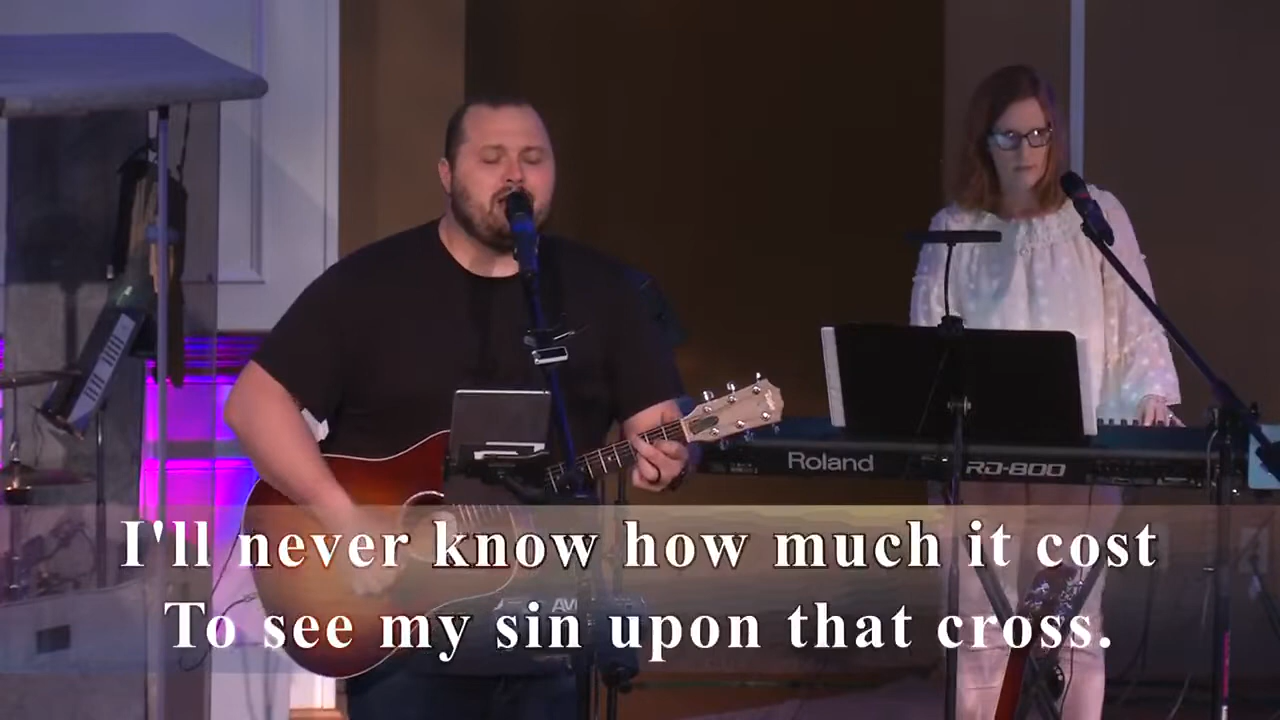 Roland
RD-800
I'll never know how much it cost
To see my sin upon that cross.